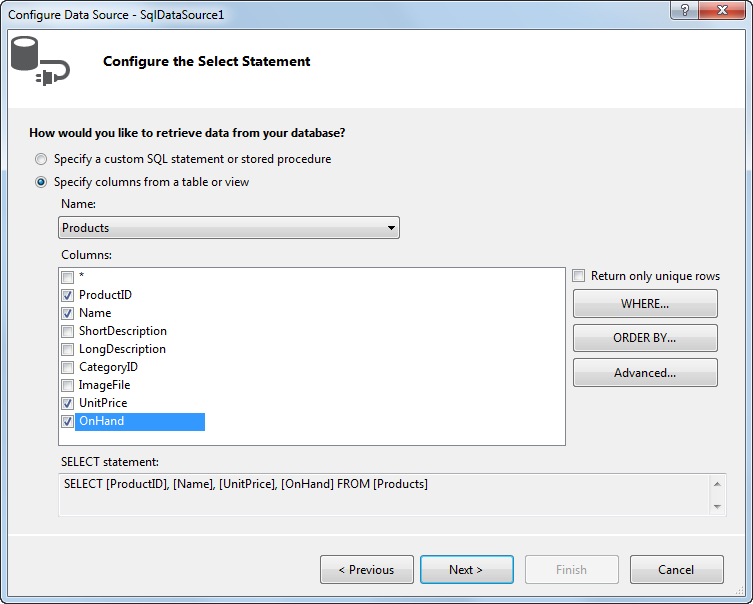 Configure Data Source - SqlDataSource1
?
Configure the Select Statement
How would you like to retrieve data from your database?
Specify a custom SQL statement or stored procedure
Specify columns from a table or view
Name:
Products
Columns:
*
ProductID
Name
ShortDescription
LongDescription
CategoryID
ImageFile
UnitPrice
OnHand
Return only unique rows
WHERE...
ORDER BY...
Advanced...
SELECT statement:
SELECT [ProductID], [Name], [UnitPrice], [OnHand] FROM [Products]
< Previous
Next >
Finish
Cancel